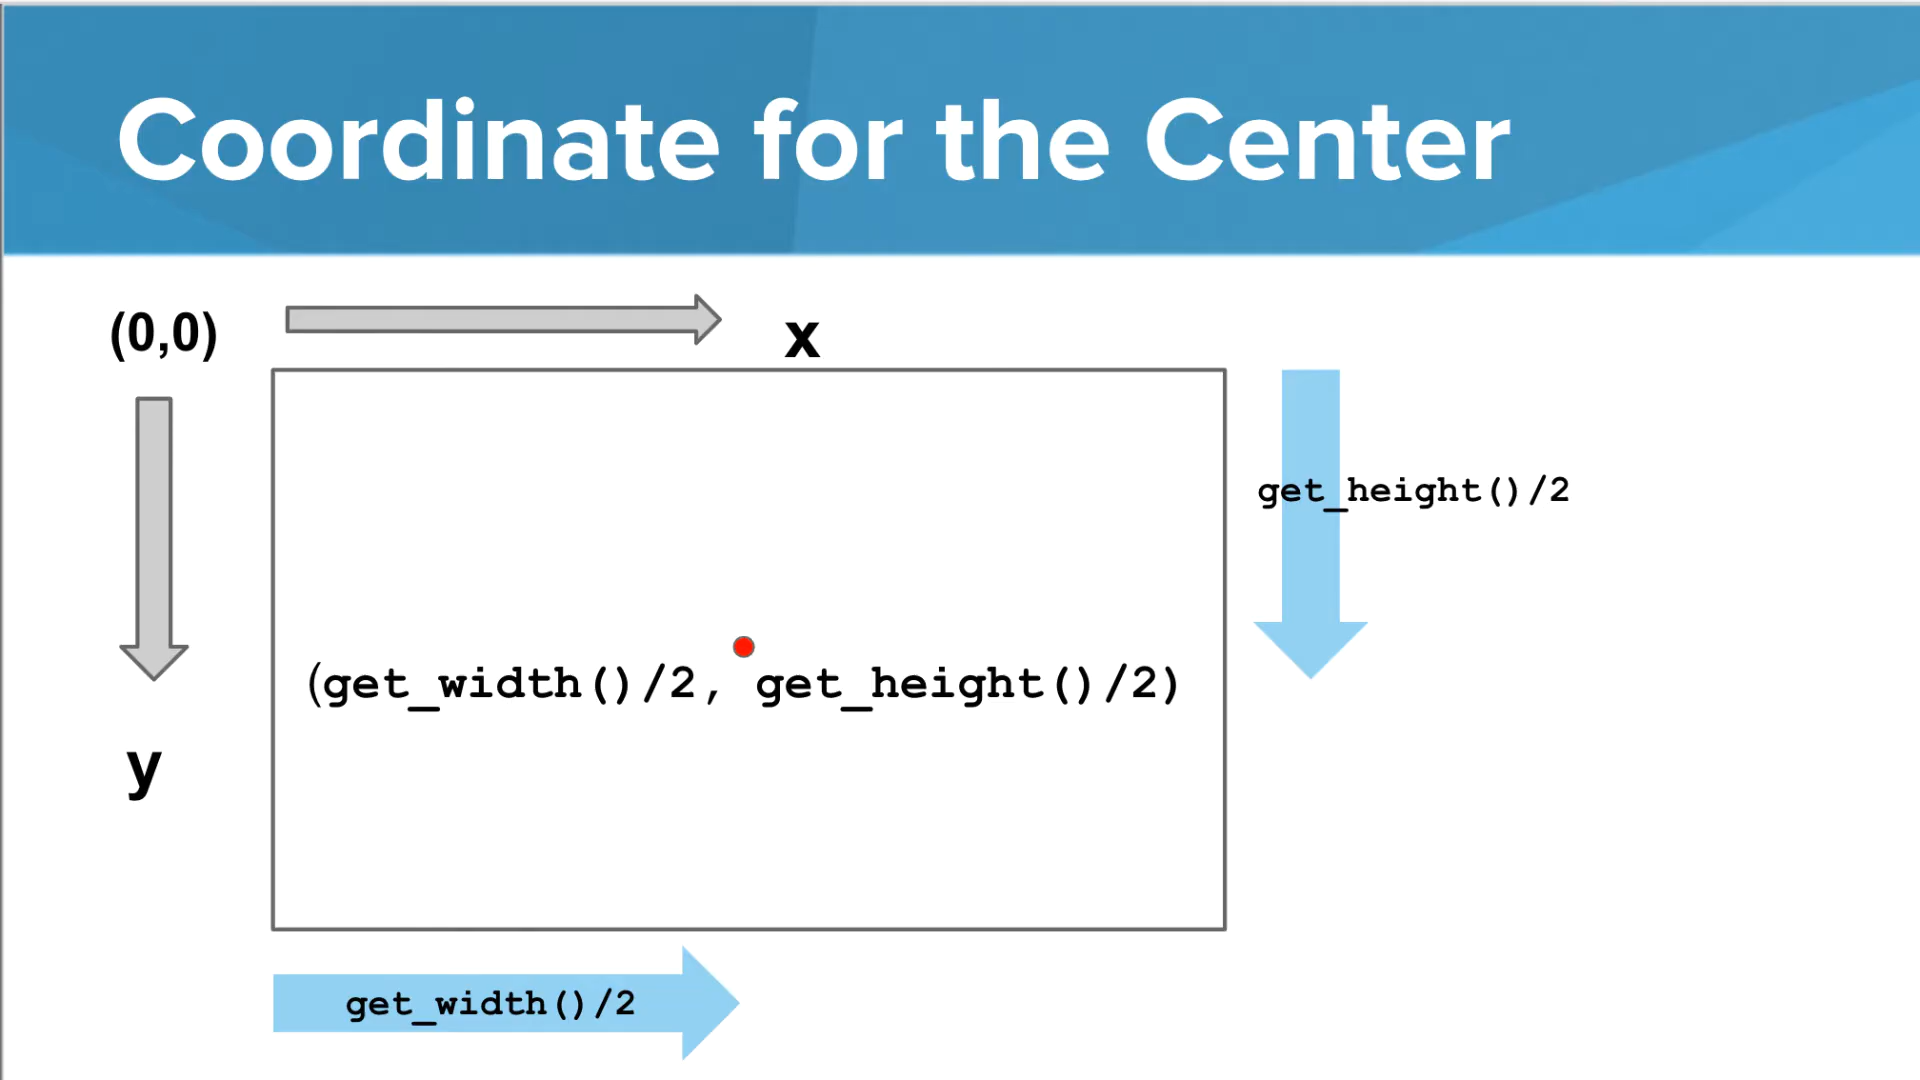 Coordinate for the Center
(0,0)
x
get_height()/2
(get_width()/2, get_height()/2)
y
get_width()/2